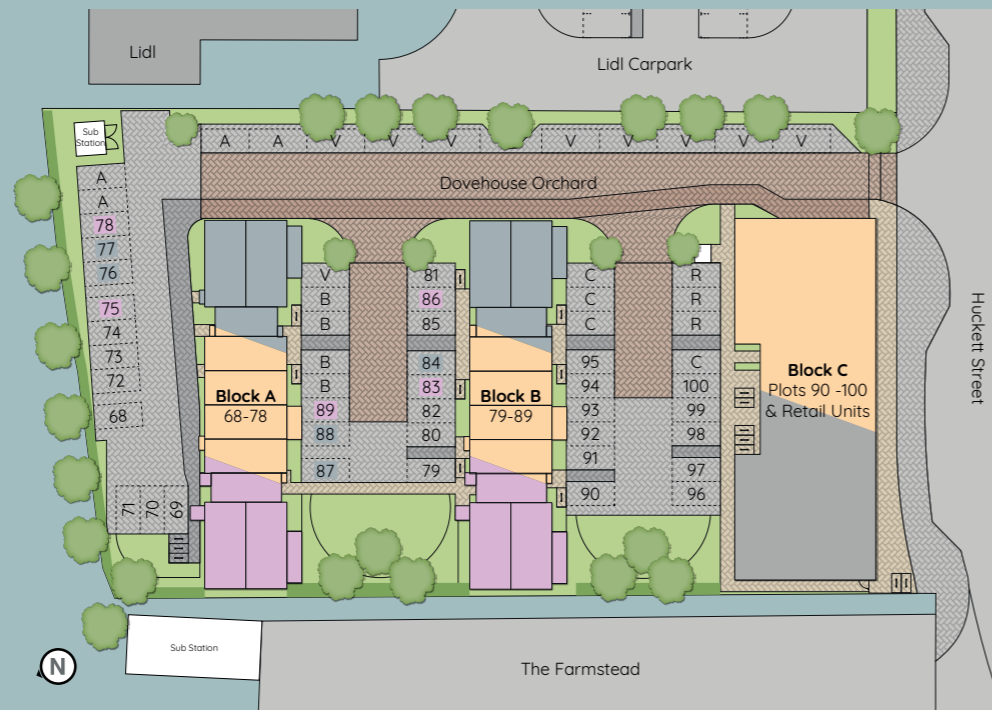 Lidl
Lidl Carpark
Sub
Station
A A V V V V V V V V
Dovehouse Orchard
A
A
78
77
76
75
74
73
72
68
71
70
69
V
B
B
B
B
89
88
87
81
86
85
84
83
82
80
79
Block A
68-78
Block B
79-89
C
C
C
95
94
93
92
91
90
R
R
R
C
100
99
98
97
96
Block C
Plots 90 -100
& Retail Units
Huckett Street
Sub Station
The Farmstead
N